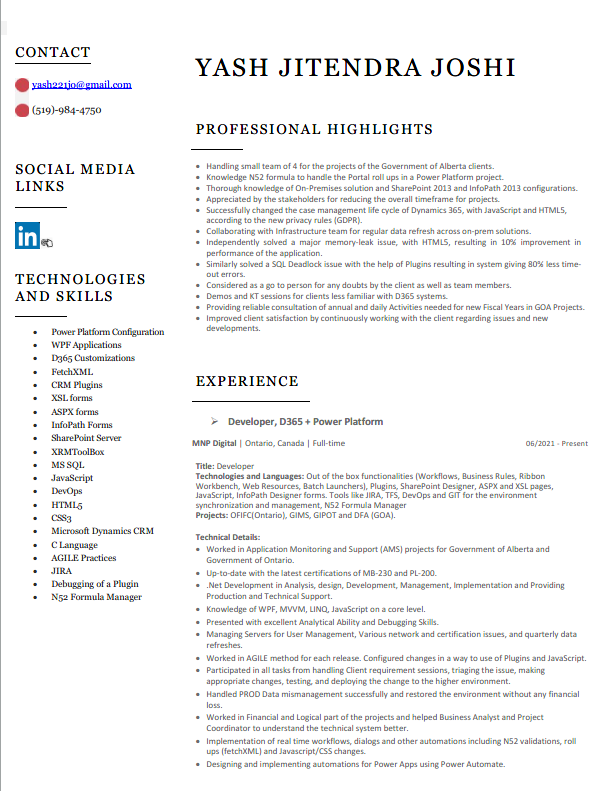 CONTACT
yash221jo@gmail.com
(519)-984-4750
SOCIAL MEDIA
LINKS
in
TECHNOLOGIES
AND SKILLS
Power Platform Configuration
WPF Applications
D365 Customizations
FetchXML
CRM Plugins
XSL forms
ASPX forms
InfoPath Forms
SharePoint Server
XRMToolBox
MS SQL
JavaScript
DevOps
HTML5
CSS3
Microsoft Dynamics CRM
C Language
AGILE Practices
JIRA
Debugging of a Plugin
N52 Formula Manager
YASH JITENDRA JOSHI
PROFESSIONAL HIGHLIGHTS
Handling small team of 4 for the projects of the Government of Alberta clients.
Knowledge N52 formula to handle the Portal roll ups in a Power Platform project.
Thorough knowledge of On-Premises solution and SharePoint 2013 and InfoPath 2013 configurations.
Appreciated by the stakeholders for reducing the overall timeframe for projects.
Successfully changed the case management life cycle of Dynamics 365, with JavaScript and HTML5,
according to the new privacy rules (GDPR).
Collaborating with Infrastructure team for regular data refresh across on-prem solutions.
Independently solved a major memory-leak issue, with HTML5, resulting in 10% improvement in
performance of the application.
Similarly solved a SQL Deadlock issue with the help of Plugins resulting in system giving 80% less time-
out errors.
Considered as a go to person for any doubts by the client as well as team members.
Demos and KT sessions for clients less familiar with D365 systems.
Providing reliable consultation of annual and daily Activities needed for new Fiscal Years in GOA Projects.
Improved client satisfaction by continuously working with the client regarding issues and new
developments.
EXPERIENCE
Developer, D365 + Power Platform
MNP Digital | Ontario, Canada | Full-time 06/2021 - Present
Title: Developer
Technologies and Languages: Out of the box functionalities (Workflows, Business Rules, Ribbon
Workbench, Web Resources, Batch Launchers), Plugins, SharePoint Designer, ASPX and XSL pages,
JavaScript, InfoPath Designer forms. Tools like JIRA, TFS, DevOps and GIT for the environment
synchronization and management, N52 Formula Manager
Projects: OFIFC(Ontario), GIMS, GIPOT and DFA (GOA).
Technical Details:
Worked in Application Monitoring and Support (AMS) projects for Government of Alberta and
Government of Ontario.
Up-to-date with the latest certifications of MB-230 and PL-200.
.Net Development in Analysis, design, Development, Management, Implementation and Providing
Production and Technical Support.
Knowledge of WPF, MVVM, LINQ, JavaScript on a core level.
Presented with excellent Analytical Ability and Debugging Skills.
Managing Servers for User Management, Various network and certification issues, and quarterly data
refreshes.
Worked in AGILE method for each release. Configured changes in a way to use of Plugins and JavaScript.
Participated in all tasks from handling Client requirement sessions, triaging the issue, making
appropriate changes, testing, and deploying the change to the higher environment.
Handled PROD Data mismanagement successfully and restored the environment without any financial
loss.
Worked in Financial and Logical part of the projects and helped Business Analyst and Project
Coordinator to understand the technical system better.
Implementation of real time workflows, dialogs and other automations including N52 validations, roll
ups (fetchXML) and Javascript/CSS changes.
Designing and implementing automations for Power Apps using Power Automate.